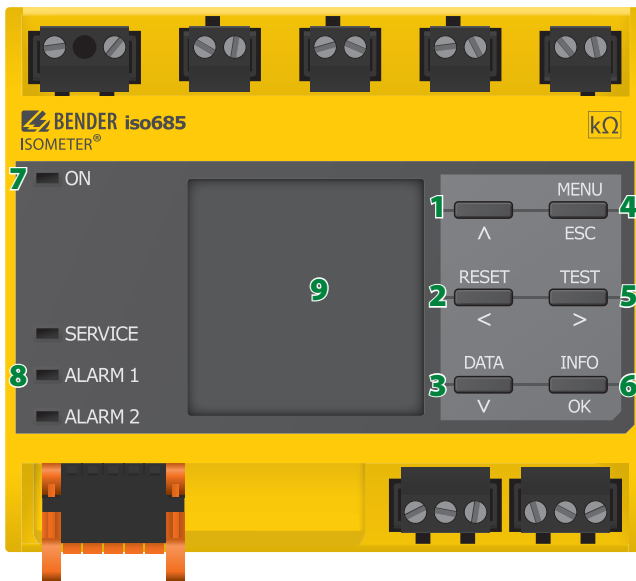 BENDER iso685
ISOMETER®
kΩ
7 ON
MENU
1 4
∧ ESC
RESET TEST
9 2 5
< >
SERVICE
DATA INFO
8 ALARM 1
3 6
∨ OK
ALARM 2